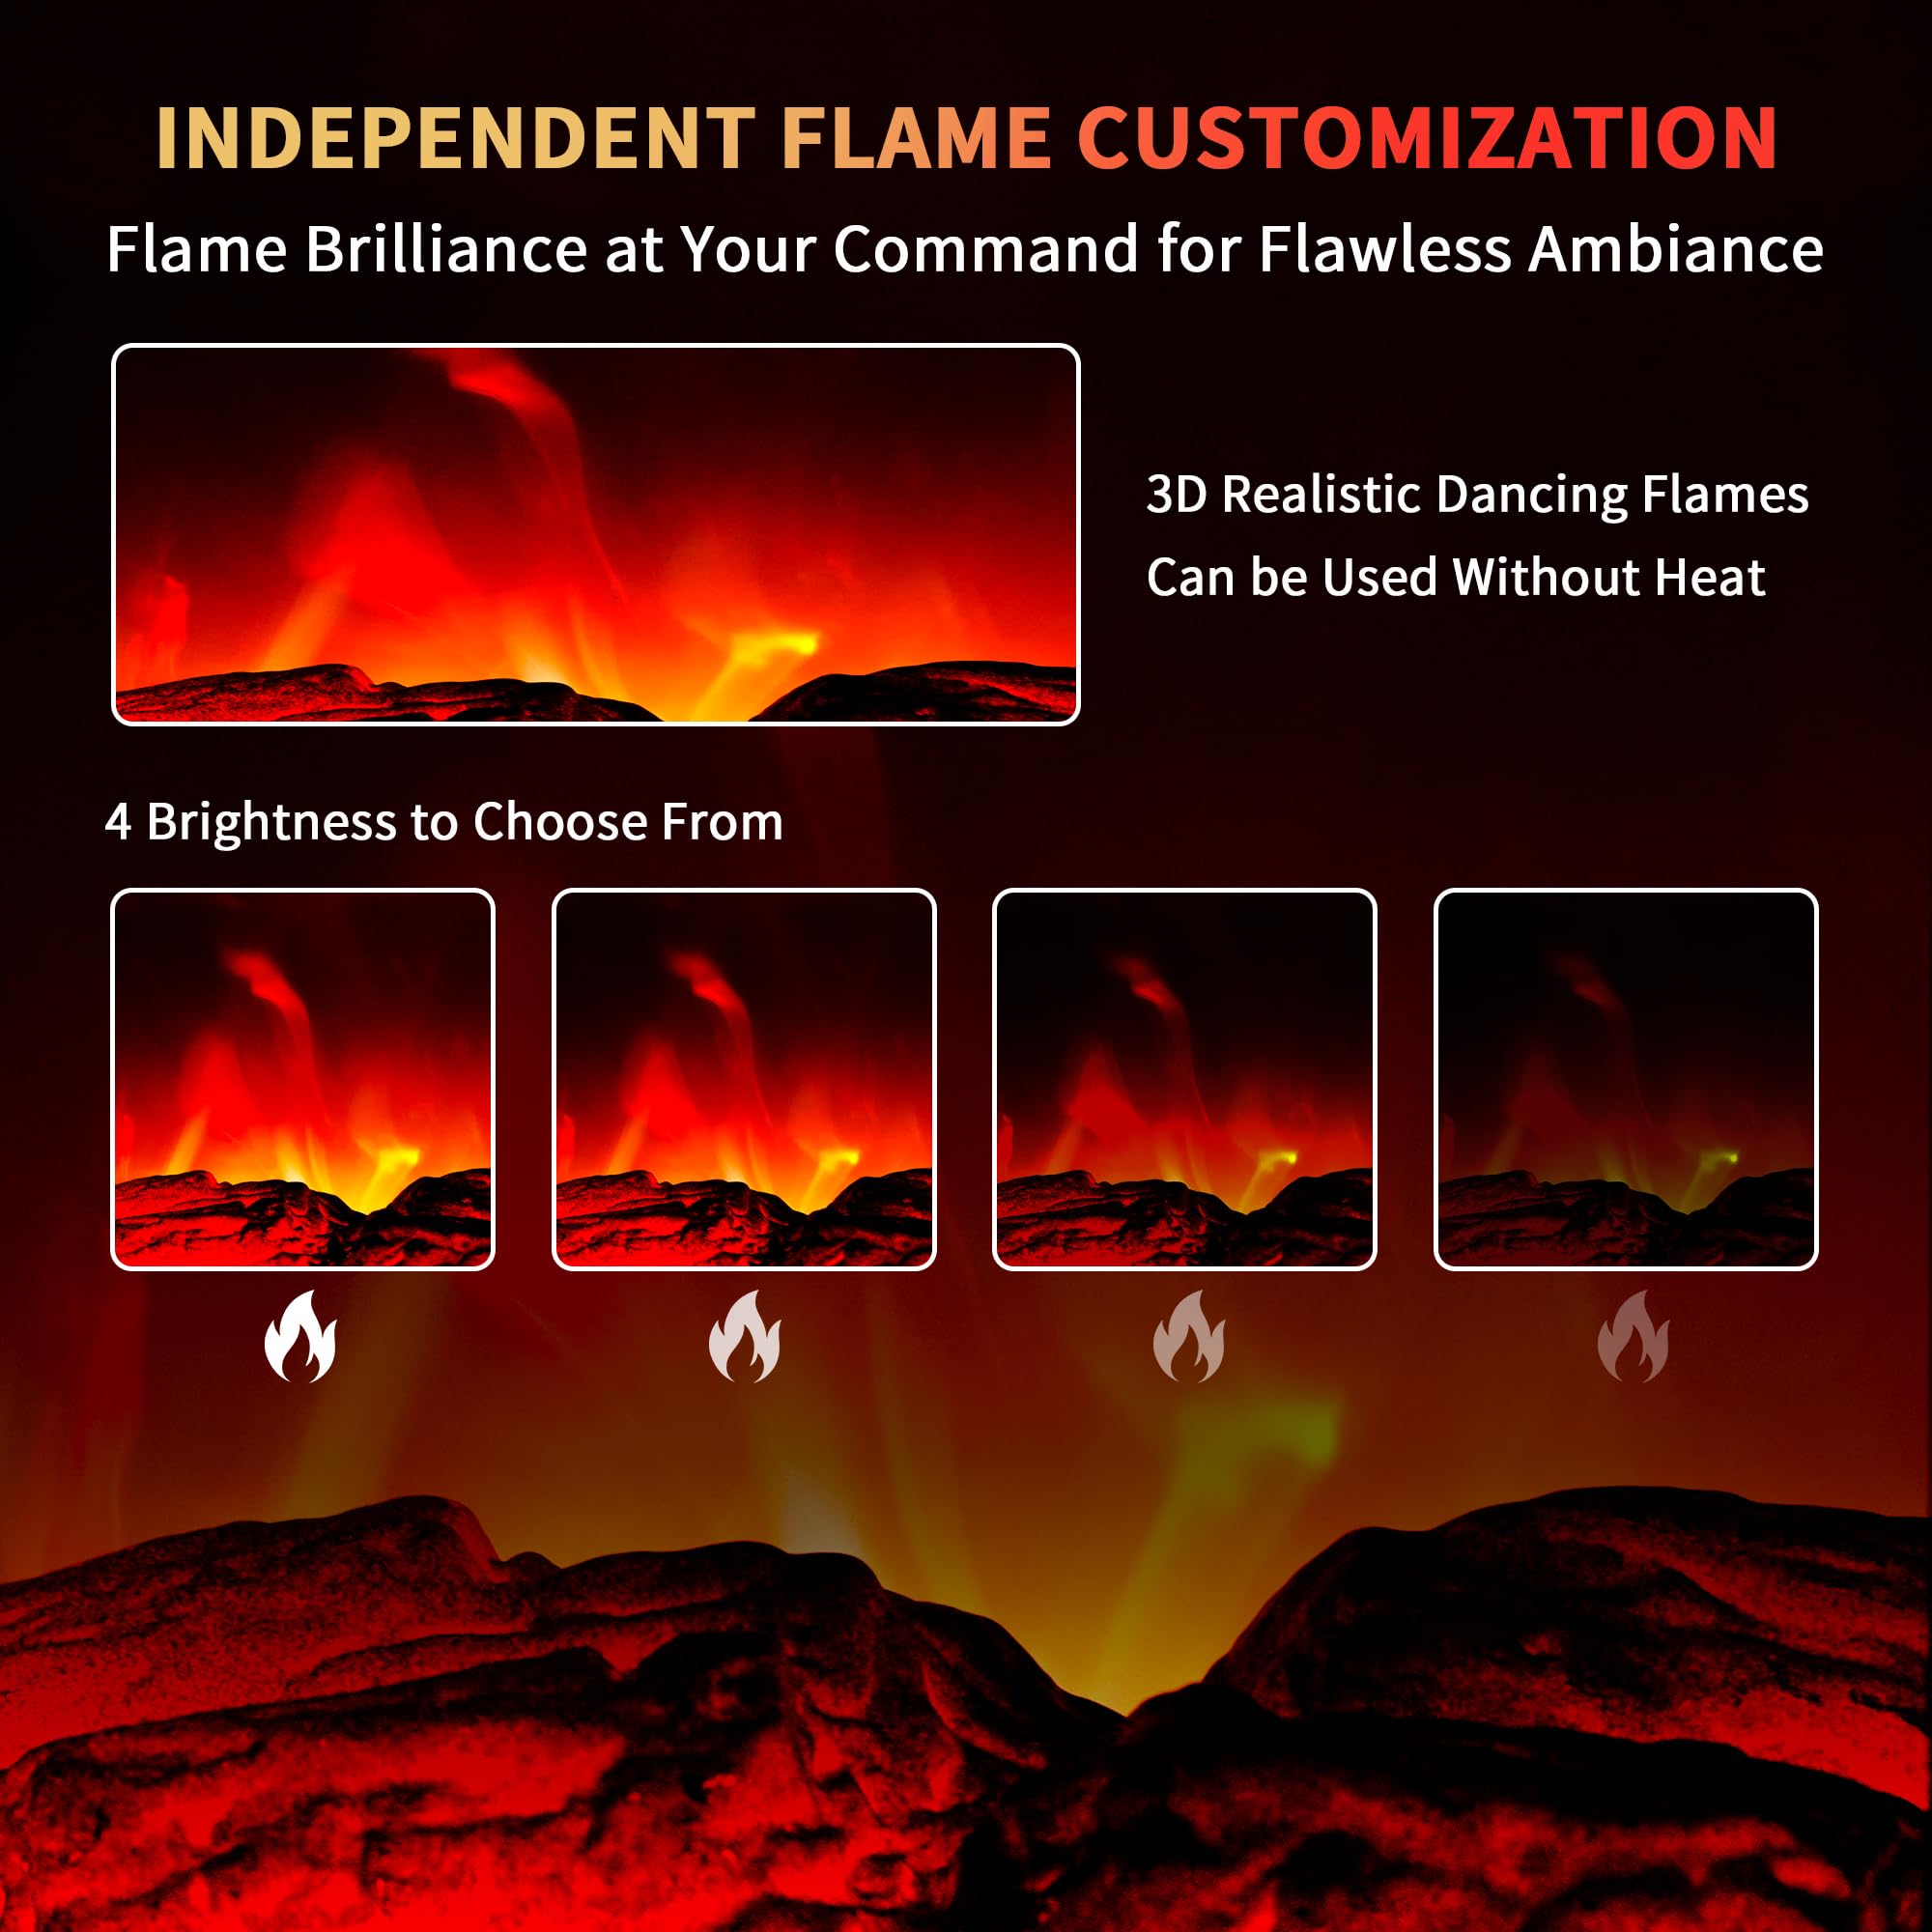 INDEPENDENT FLAME CUSTOMIZATION
Flame Brilliance at Your Command for Flawless Ambiance
3D Realistic Dancing Flames
Can be Used Without Heat
4 Brightness to Choose From